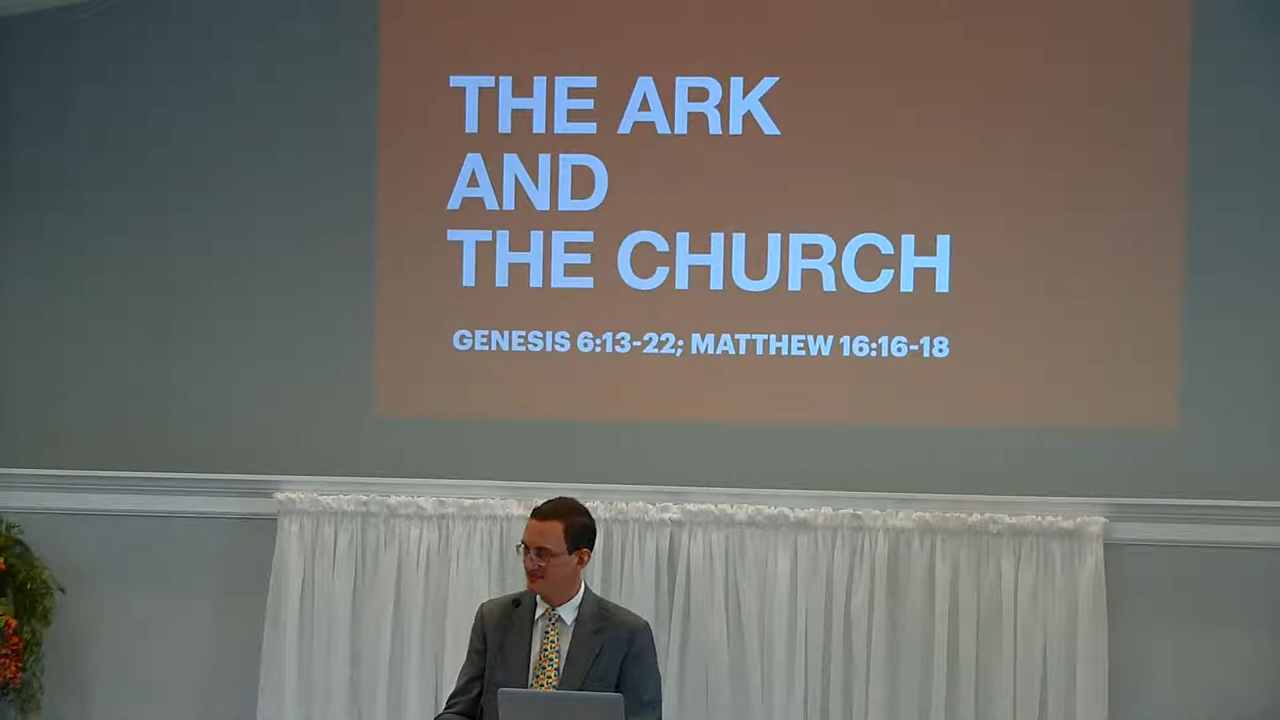 THE ARK
AND
THE CHURCH
GENESIS 6:13-22; MATTHEW 16:16-18